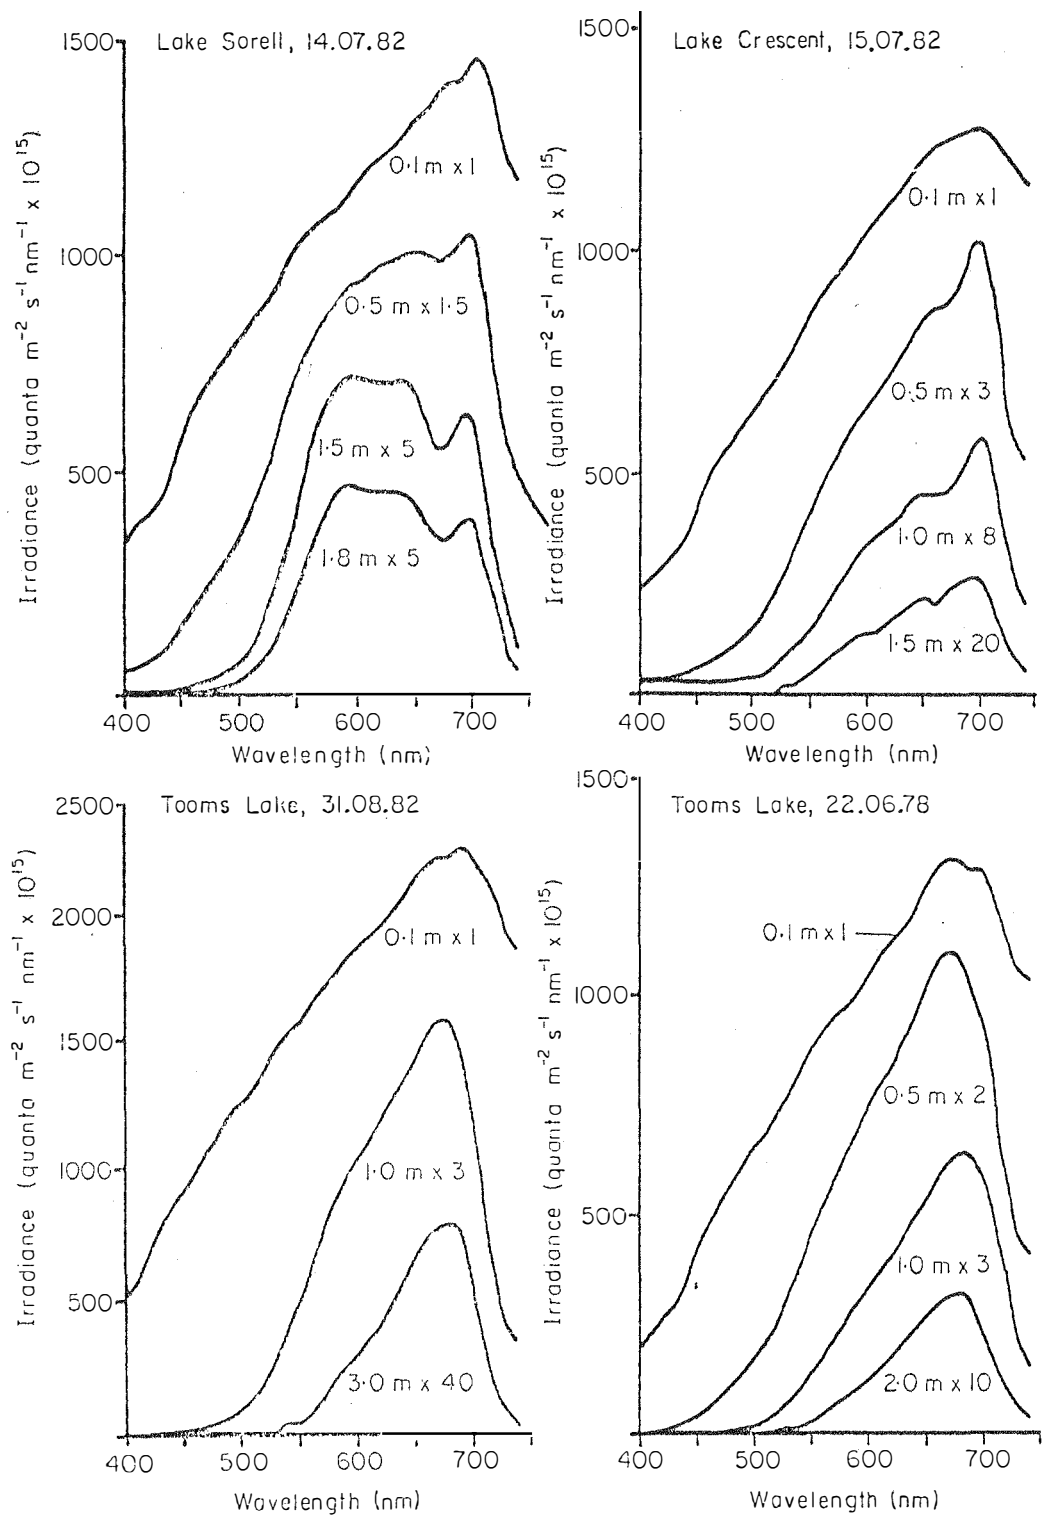 Lake Sorell, 14.07.82
1500
1000
500
0.1 m x 1
0.5 m x 1.5
1.5 m x 5
1.8 m x 5
400 500 600 700
Wavelength (nm)
Irradiance (quanta m⁻² s⁻¹ nm⁻¹ x 10¹⁵)
Lake Crescent, 15.07.82
1500
1000
500
0.1 m x 1
0.5 m x 3
1.0 m x 8
1.5 m x 20
400 500 600 700
Wavelength (nm)
Irradiance (quanta m⁻² s⁻¹ nm⁻¹ x 10¹⁵)
Tooms Lake, 31.08.82
2500
2000
1500
1000
500
0.1 m x 1
1.0 m x 3
3.0 m x 40
400 500 600 700
Wavelength (nm)
Irradiance (quanta m⁻² s⁻¹ nm⁻¹ x 10¹⁵)
Tooms Lake, 22.06.78
1500
1000
500
0.1 m x 1
0.5 m x 2
1.0 m x 3
2.0 m x 10
400 500 600 700
Wavelength (nm)
Irradiance (quanta m⁻² s⁻¹ nm⁻¹ x 10¹⁵)